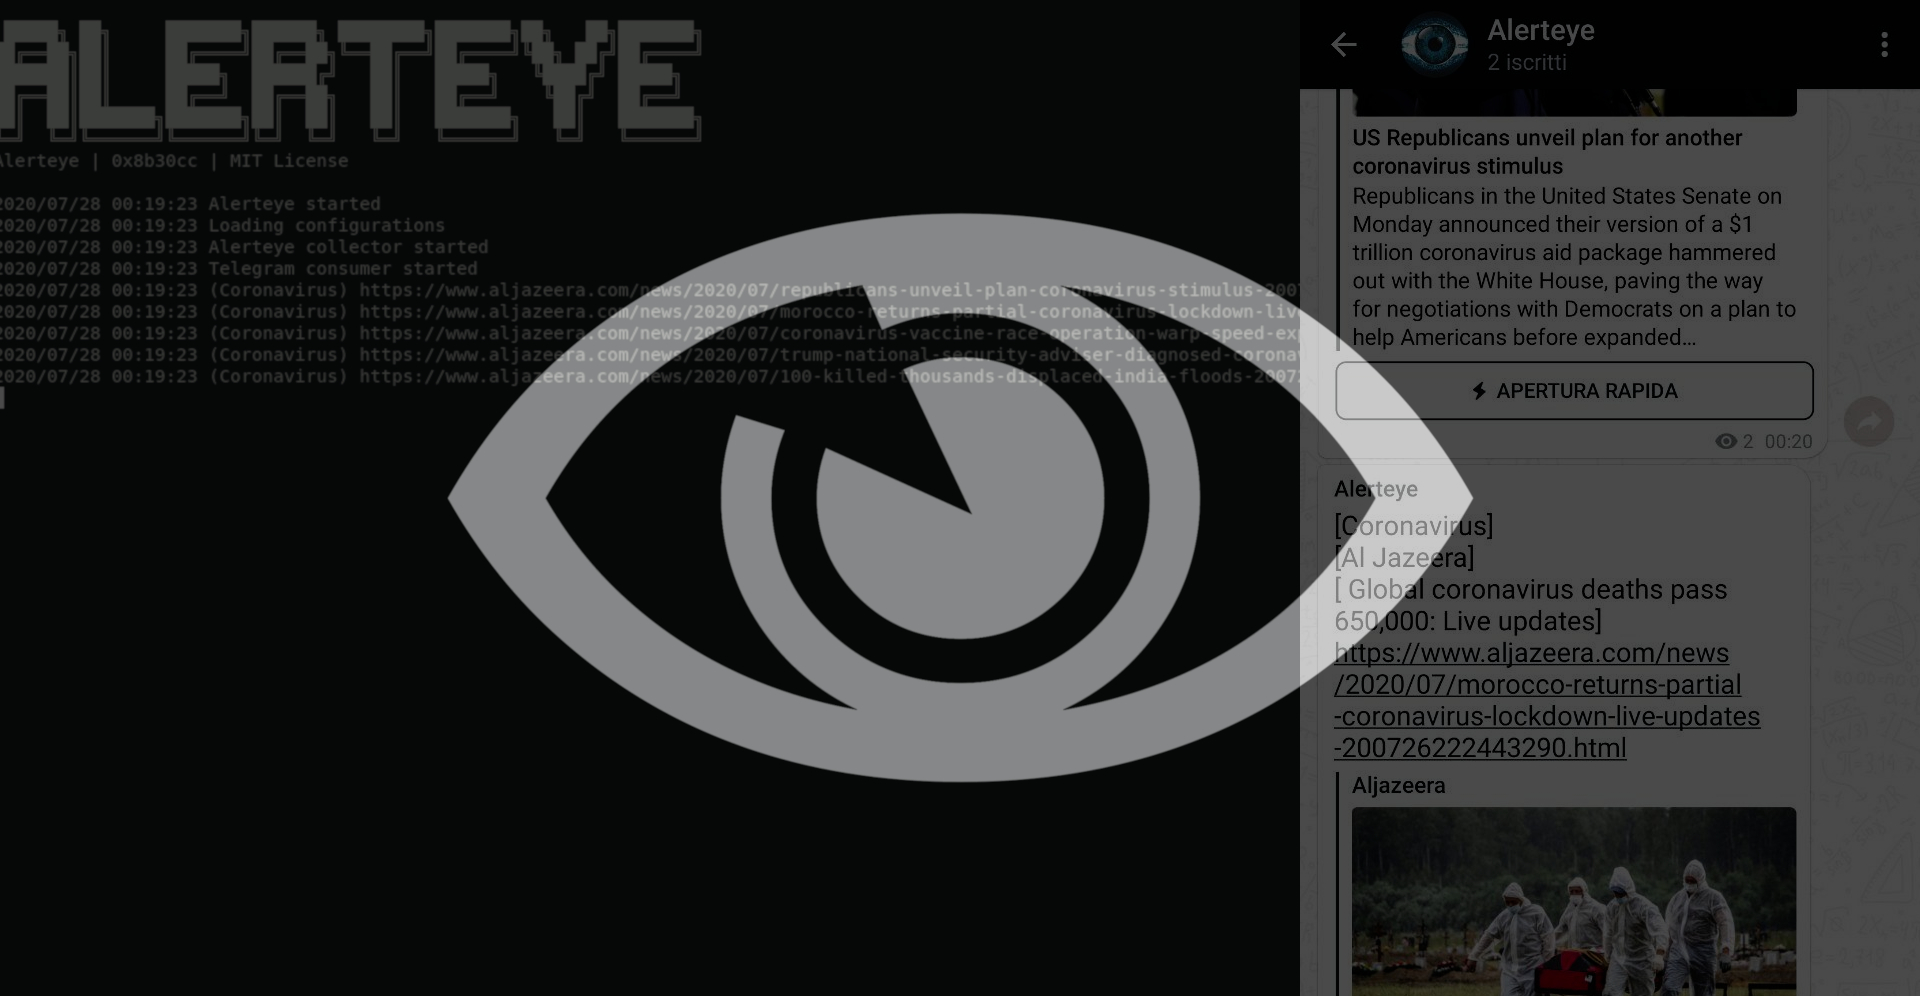 ALERTEYE
Alerteye | 0x8b30cc | MIT License
2020/07/28 00:19:23 Alerteye started
2020/07/28 00:19:23 Loading configurations
2020/07/28 00:19:23 Alerteye collector started
2020/07/28 00:19:23 Telegram consumer started
2020/07/28 00:19:23 (Coronavirus) https://www.aljazeera.com/news/2020/07/republicans-unveil-plan-coronavirus-stimulus-2007
2020/07/28 00:19:23 (Coronavirus) https://www.aljazeera.com/news/2020/07/morocco-returns-partial-coronavirus-lockdown-liv
2020/07/28 00:19:23 (Coronavirus) https://www.aljazeera.com/news/2020/07/coronavirus-vaccine-race-operation-warp-speed-exp
2020/07/28 00:19:23 (Coronavirus) https://www.aljazeera.com/news/2020/07/trump-national-security-adviser-diagnosed-corona
2020/07/28 00:19:23 (Coronavirus) https://www.aljazeera.com/news/2020/07/100-killed-thousands-displaced-india-floods-2007
Alerteye
2 iscritti
US Republicans unveil plan for another
coronavirus stimulus
Republicans in the United States Senate on
Monday announced their version of a $1
trillion coronavirus aid package hammered
out with the White House, paving the way
for negotiations with Democrats on a plan to
help Americans before expanded...
APERTURA RAPIDA
2 00:20
Alerteye
[Coronavirus]
[Al Jazeera]
[ Global coronavirus deaths pass
650,000: Live updates]
https://www.aljazeera.com/news
/2020/07/morocco-returns-partial
-coronavirus-lockdown-live-updates
-200726222443290.html
Aljazeera